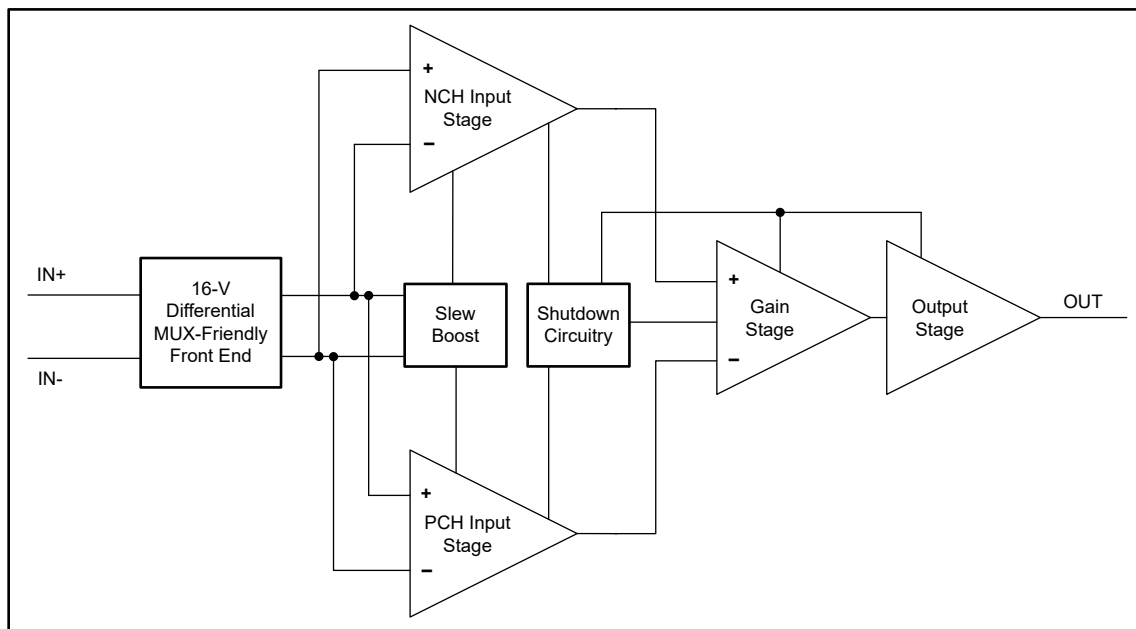 +
NCH Input
Stage
−
IN+
IN-
16-V
Differential
MUX-Friendly
Front End
Slew
Boost
Shutdown
Circuitry
+
Gain
Stage
−
Output
Stage
OUT
+
PCH Input
Stage
−